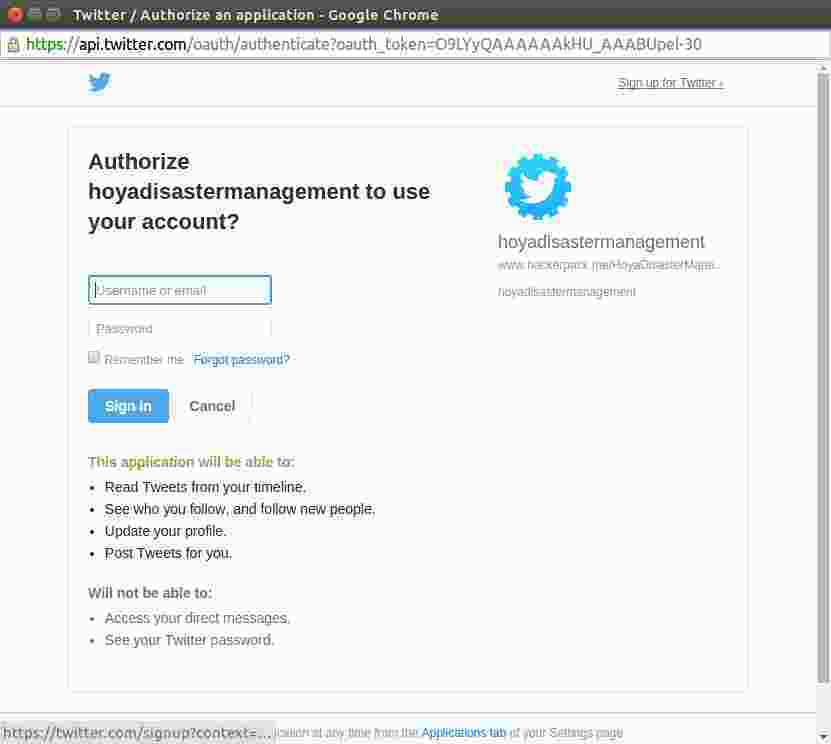 Twitter / Authorize an application - Google Chrome
https://api.twitter.com/oauth/authenticate?oauth_token=O9LYyQAAAAAAkHU_AAABUpeI-30
Sign up for Twitter ›
Authorize
hoyadisastermanagement to use
your account?
hoyadisastermanagement
www.hackerpack.me/HoyaDisasterManei...
hoyadisastermanagement
Username or email
Password
Remember me · Forgot password?
Sign In
Cancel
This application will be able to:
• Read Tweets from your timeline.
• See who you follow, and follow new people.
• Update your profile.
• Post Tweets for you.
Will not be able to:
• Access your direct messages.
• See your Twitter password.
https://twitter.com/signup?context=...
ication at any time from the Applications tab of your Settings page